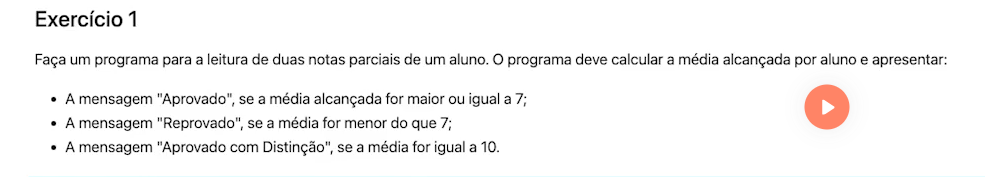 Exercício 1
Faça um programa para a leitura de duas notas parciais de um aluno. O programa deve calcular a média alcançada por aluno e apresentar:
• A mensagem "Aprovado", se a média alcançada for maior ou igual a 7;
• A mensagem "Reprovado", se a média for menor do que 7;
• A mensagem "Aprovado com Distinção", se a média for igual a 10.